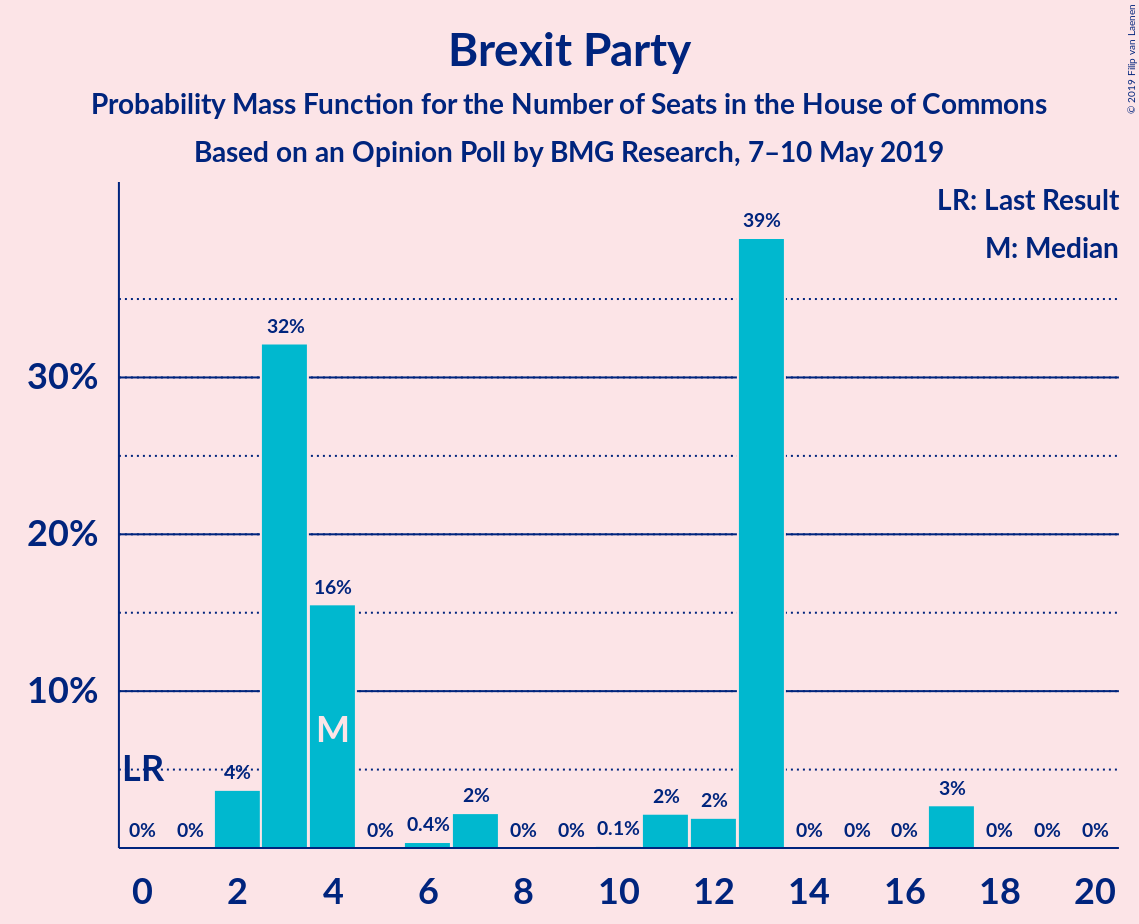 Brexit Party
Probability Mass Function for the Number of Seats in the House of Commons
Based on an Opinion Poll by BMG Research, 7–10 May 2019
© 2019 Filip van Laenen
LR: Last Result
M: Median
30%
20%
10%
LR
M
0%
0%
4%
32%
16%
0%
0.4%
2%
0%
0%
0.1%
2%
2%
39%
0%
0%
0%
3%
0%
0%
0%
0 2 4 6 8 10 12 14 16 18 20